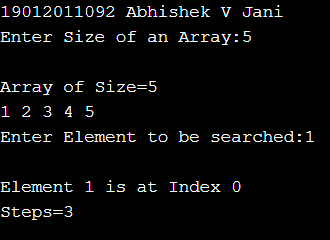 19012011092 Abhishek V Jani
Enter Size of an Array:5
Array of Size=5
1 2 3 4 5
Enter Element to be searched:1
Element 1 is at Index 0
Steps=3